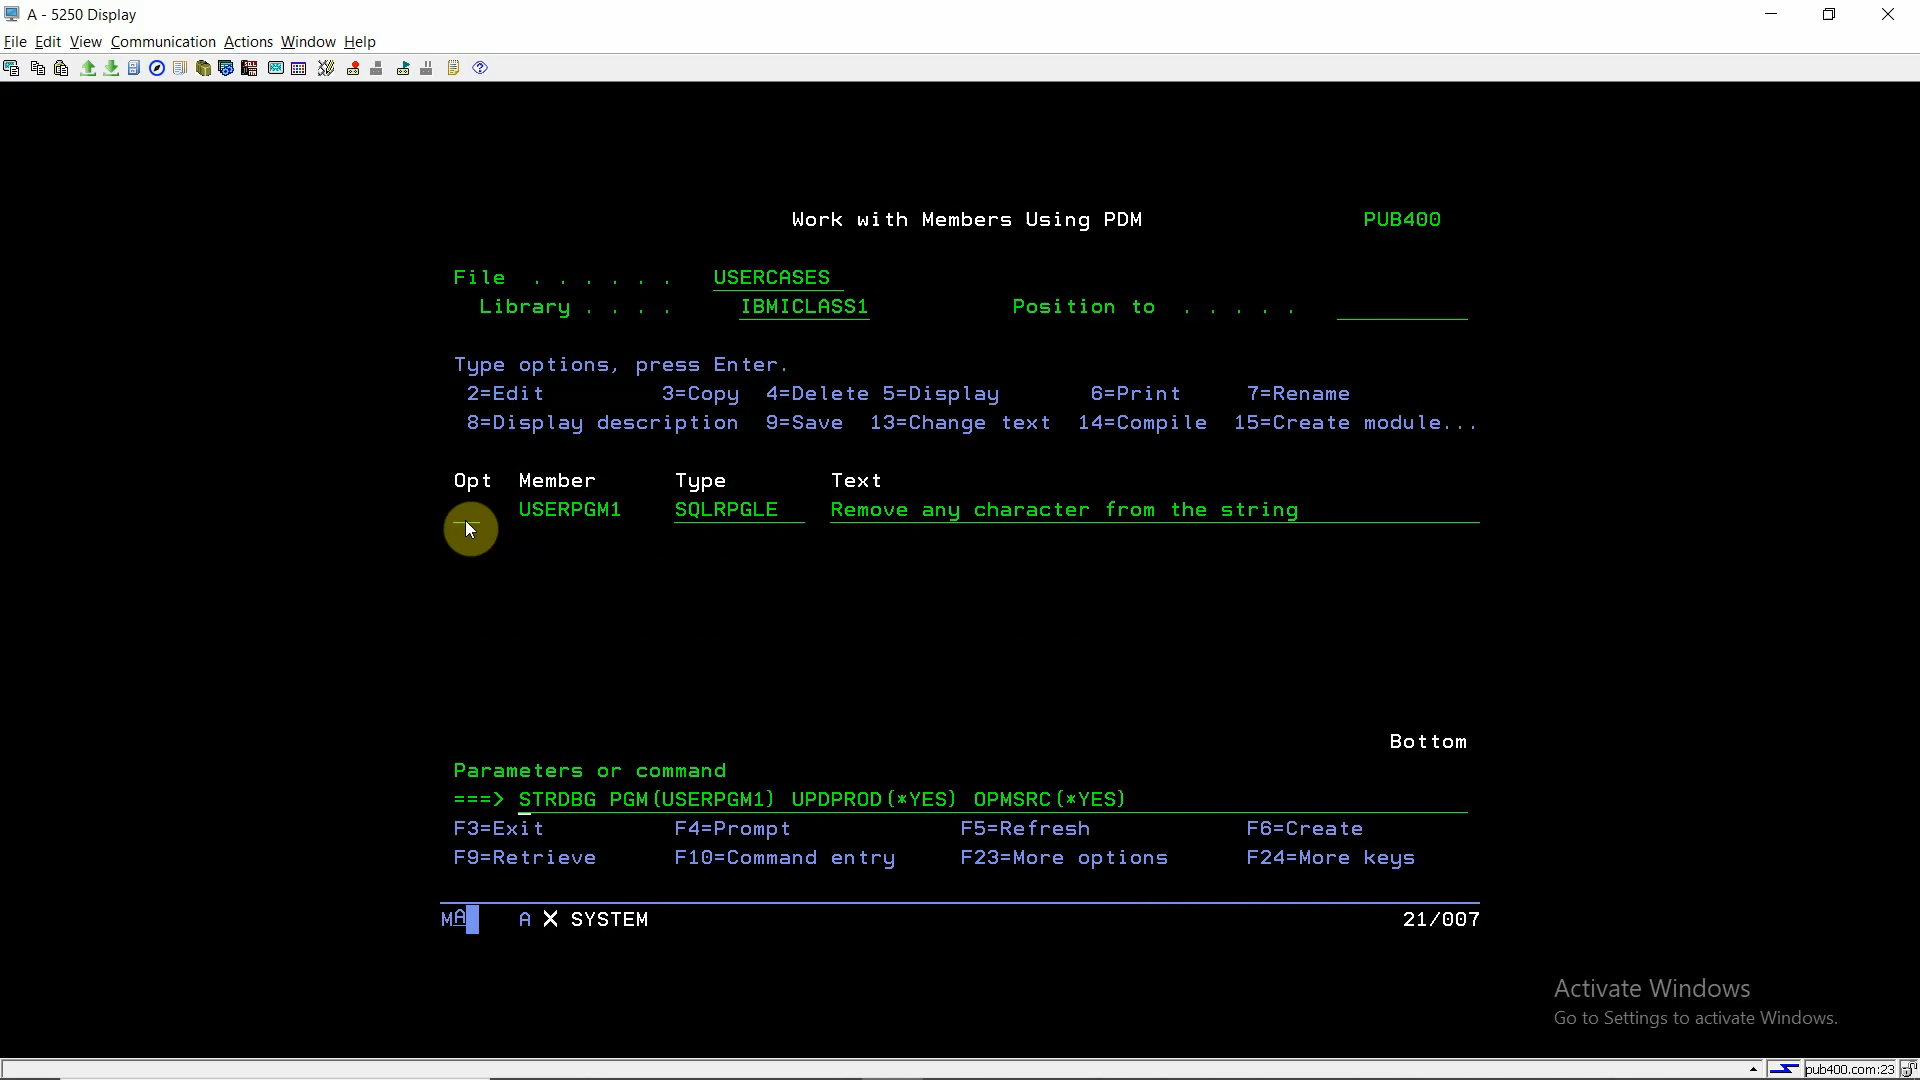 A - 5250 Display
File Edit View Communication Actions Window Help
Work with Members Using PDM PUB400
File . . . . . . USERCASES
Library . . . . IBMICLASS1 Position to . . . . .
Type options, press Enter.
2=Edit 3=Copy 4=Delete 5=Display 6=Print 7=Rename
8=Display description 9=Save 13=Change text 14=Compile 15=Create module...
Opt Member Type Text
USERPGM1 SQLRPGLE Remove any character from the string
Bottom
Parameters or command
===> STRDBG PGM(USERPGM1) UPDPROD(*YES) OPMSRC(*YES)
F3=Exit F4=Prompt F5=Refresh F6=Create
F9=Retrieve F10=Command entry F23=More options F24=More keys
MA A X SYSTEM 21/007
Activate Windows
Go to Settings to activate Windows.
pub400.com:23